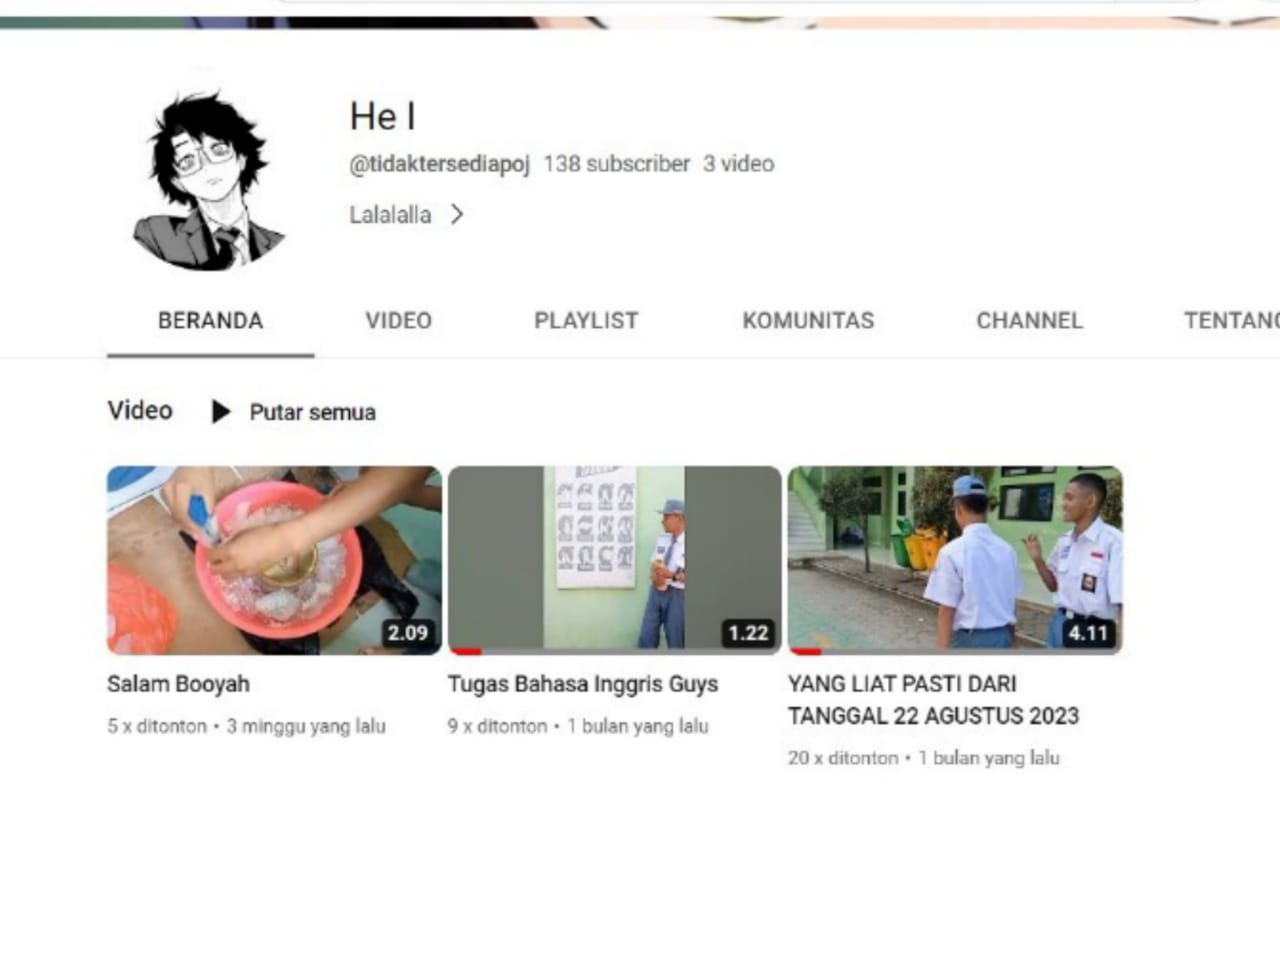 He I
@tidaktersediapoj 138 subscriber 3 video
Lalalalla
BERANDA VIDEO PLAYLIST KOMUNITAS CHANNEL TENTANG
Video Putar semua
2.09 1.22 4.11
Salam Booyah
5 x ditonton • 3 minggu yang lalu
Tugas Bahasa Inggris Guys
9 x ditonton • 1 bulan yang lalu
YANG LIAT PASTI DARI
TANGGAL 22 AGUSTUS 2023
20 x ditonton • 1 bulan yang lalu